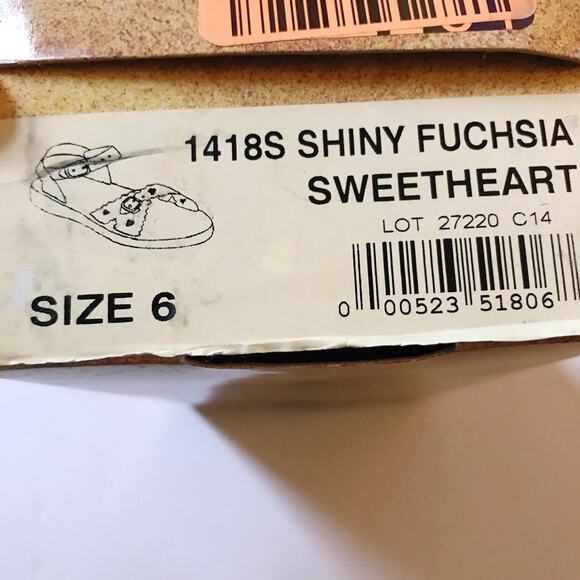 1418S SHINY FUCHSIA
SWEETHEART
LOT 27220 C14
SIZE 6
0 00523 51806